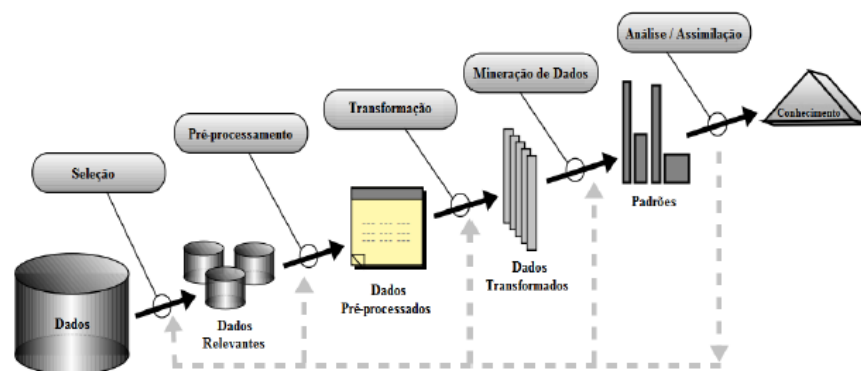 Análise / Assimilação
Mineração de Dados
Transformação
Conhecimento
Pré-processamento
Seleção
Padrões
Dados
Transformados
Dados
Pré-processados
Dados
Relevantes
Dados